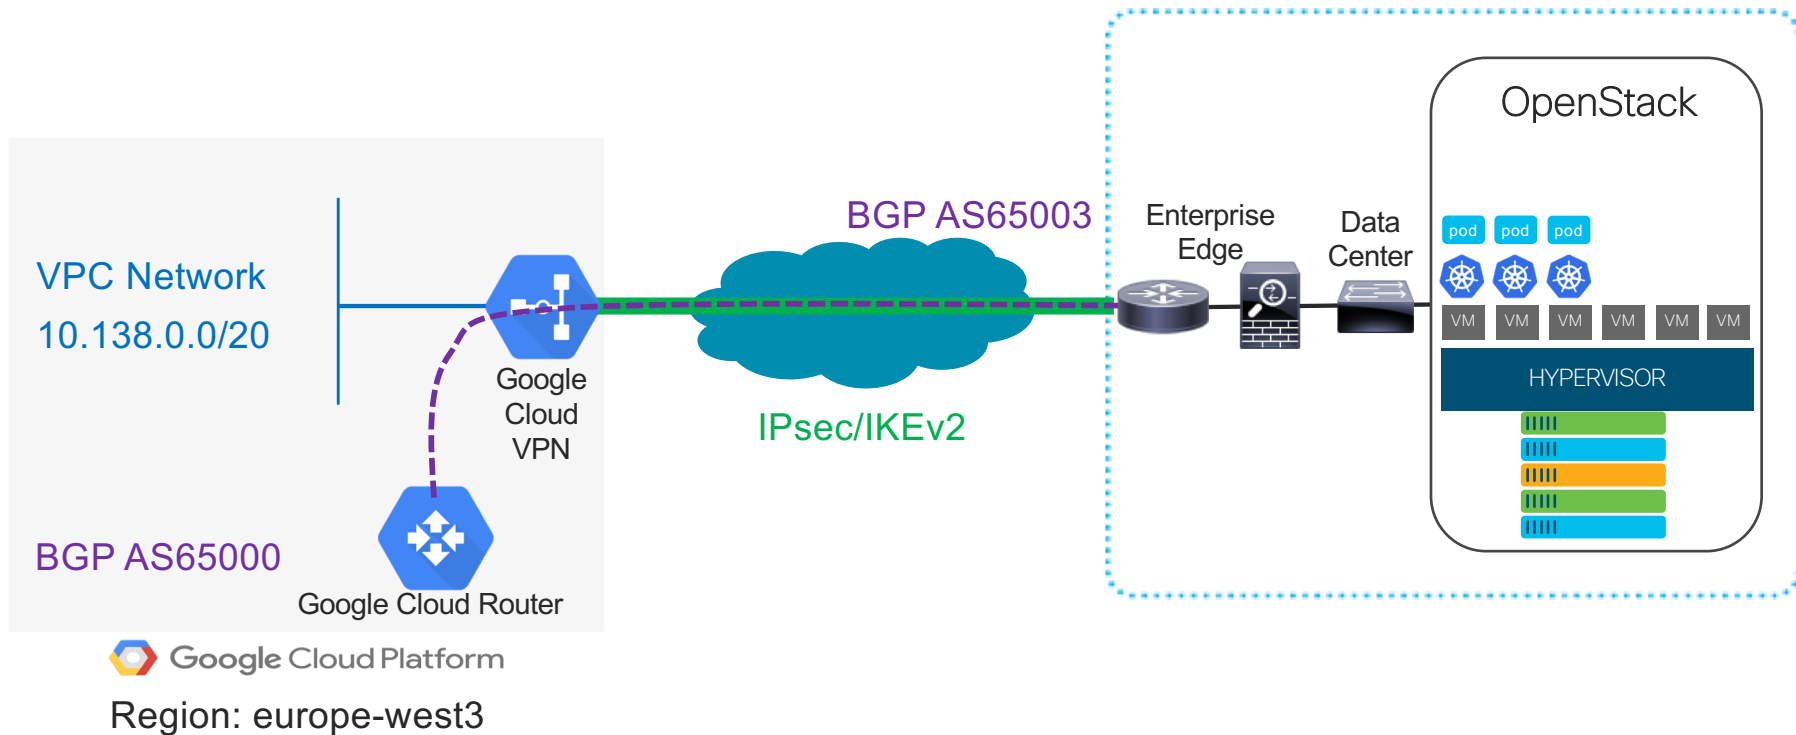 OpenStack
BGP AS65003
Enterprise
Edge
Data
Center
pod pod pod
VPC Network
10.138.0.0/20
VM VM VM VM VM VM
HYPERVISOR
Google
Cloud
VPN
IPsec/IKEv2
BGP AS65000
Google Cloud Router
Google Cloud Platform
Region: europe-west3